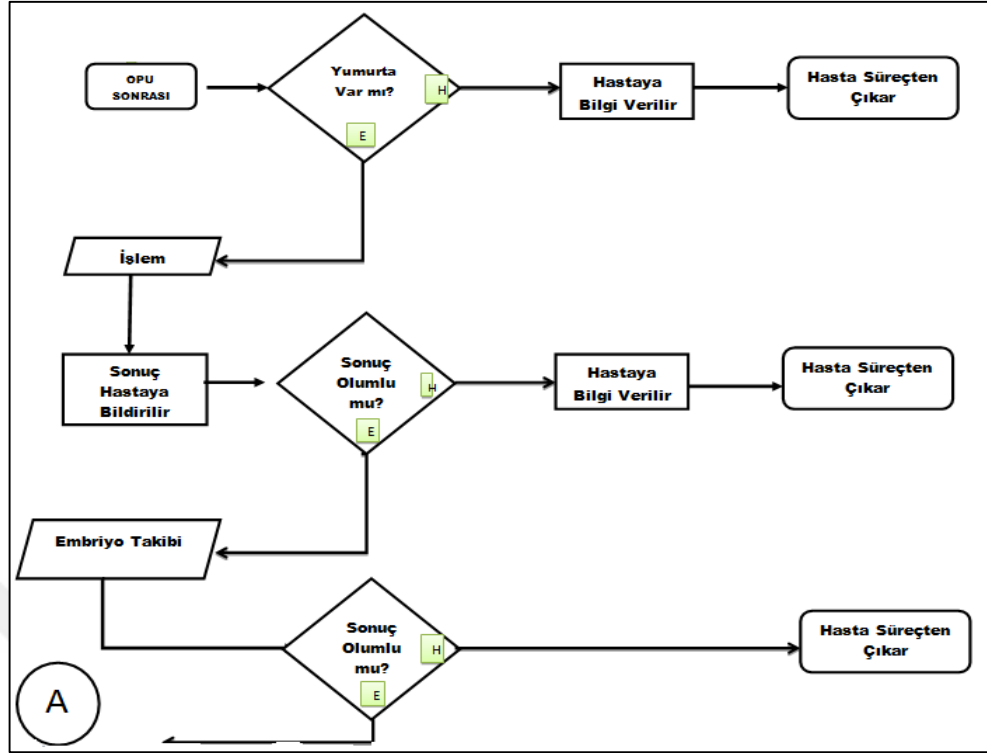 OPU
SONRASI
Yumurta
Var mı?
H
E
Hastaya
Bilgi Verilir
Hasta Süreçten
Çıkar
İşlem
Sonuç
Hastaya
Bildirilir
Sonuç
Olumlu
mu?
H
E
Hastaya
Bilgi Verilir
Hasta Süreçten
Çıkar
Embriyo Takibi
Sonuç
Olumlu
mu?
H
E
Hasta Süreçten
Çıkar
A